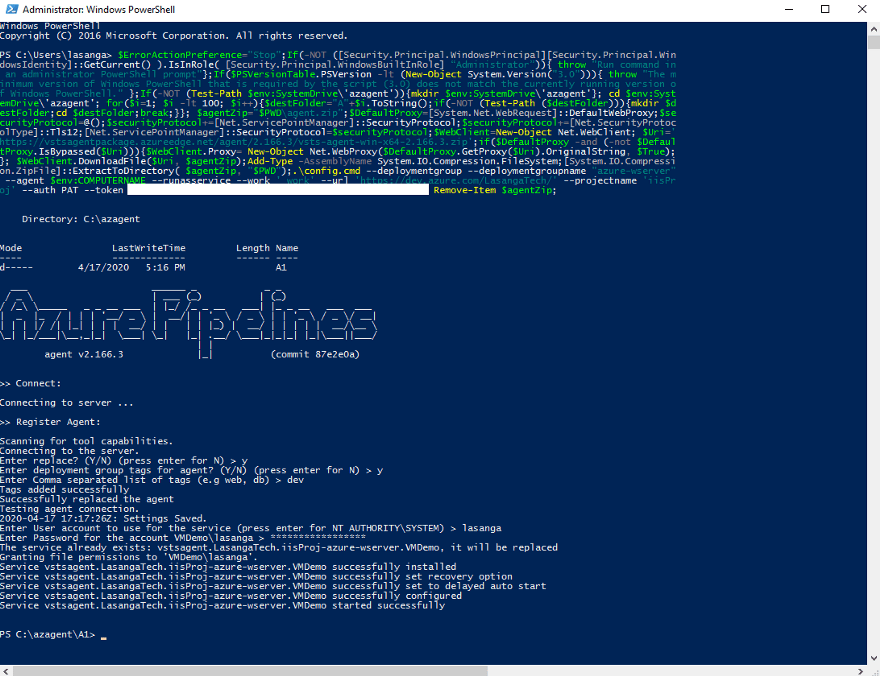 Administrator: Windows PowerShell
Windows PowerShell
Copyright (C) 2016 Microsoft Corporation. All rights reserved.
PS C:\Users\lasanga> $ErrorActionPreference="Stop";If(-NOT ([Security.Principal.WindowsPrincipal][Security.Principal.Win
dowsIdentity]::GetCurrent() ).IsInRole( [Security.Principal.WindowsBuiltInRole] "Administrator")){ throw "Run command in
an administrator PowerShell prompt"};If($PSVersionTable.PSVersion -lt (New-Object System.Version("3.0"))){ throw "The m
inimum version of Windows PowerShell that is required by the script (3.0) does not match the currently running version o
f Windows PowerShell." };If(-NOT (Test-Path $env:SystemDrive\'azagent')){mkdir $env:SystemDrive\'azagent'}; cd $env:Syst
emDrive\'azagent'; for($i=1; $i -lt 100; $i++){$destFolder="A"+$i.ToString();if(-NOT (Test-Path ($destFolder))){mkdir $d
estFolder;cd $destFolder;break;}}; $agentZip="$PWD\agent.zip";$DefaultProxy=[System.Net.WebRequest]::DefaultWebProxy;$se
curityProtocol=@();$securityProtocol+=[Net.ServicePointManager]::SecurityProtocol;$securityProtocol+=[Net.SecurityProtoc
olType]::Tls12;[Net.ServicePointManager]::SecurityProtocol=$securityProtocol;$WebClient=New-Object Net.WebClient; $Uri='
https://vstsagentpackage.azureedge.net/agent/2.166.3/vsts-agent-win-x64-2.166.3.zip';if($DefaultProxy -and (-not $Defaul
tProxy.IsBypassed($Uri))){$WebClient.Proxy= New-Object Net.WebProxy($DefaultProxy.GetProxy($Uri).OriginalString, $True);
}; $WebClient.DownloadFile($Uri, $agentZip);Add-Type -AssemblyName System.IO.Compression.FileSystem;[System.IO.Compressi
on.ZipFile]::ExtractToDirectory( $agentZip, "$PWD");.\config.cmd --deploymentgroup --deploymentgroupname "azure-wserver"
--agent $env:COMPUTERNAME --runasservice --work '_work' --url 'https://dev.azure.com/LasangaTech/' --projectname 'iisPr
oj' --auth PAT --token Remove-Item $agentZip;
Directory: C:\azagent
Mode LastWriteTime Length Name
---- ------------- ------ ----
d----- 4/17/2020 5:16 PM A1
Azure Pipelines
agent v2.166.3 (commit 87e2e0a)
>> Connect:
Connecting to server ...
>> Register Agent:
Scanning for tool capabilities.
Connecting to the server.
Enter replace? (Y/N) (press enter for N) > y
Enter deployment group tags for agent? (Y/N) (press enter for N) > y
Enter Comma separated list of tags (e.g web, db) > dev
Tags added successfully
Successfully replaced the agent
Testing agent connection.
2020-04-17 17:17:26Z: Settings Saved.
Enter User account to use for the service (press enter for NT AUTHORITY\SYSTEM) > lasanga
Enter Password for the account VMDemo\lasanga > *****************
The service already exists: vstsagent.LasangaTech.iisProj-azure-wserver.VMDemo, it will be replaced
Granting file permissions to 'VMDemo\lasanga'.
Service vstsagent.LasangaTech.iisProj-azure-wserver.VMDemo successfully installed
Service vstsagent.LasangaTech.iisProj-azure-wserver.VMDemo successfully set recovery option
Service vstsagent.LasangaTech.iisProj-azure-wserver.VMDemo successfully set to delayed auto start
Service vstsagent.LasangaTech.iisProj-azure-wserver.VMDemo successfully configured
Service vstsagent.LasangaTech.iisProj-azure-wserver.VMDemo started successfully
PS C:\azagent\A1> _